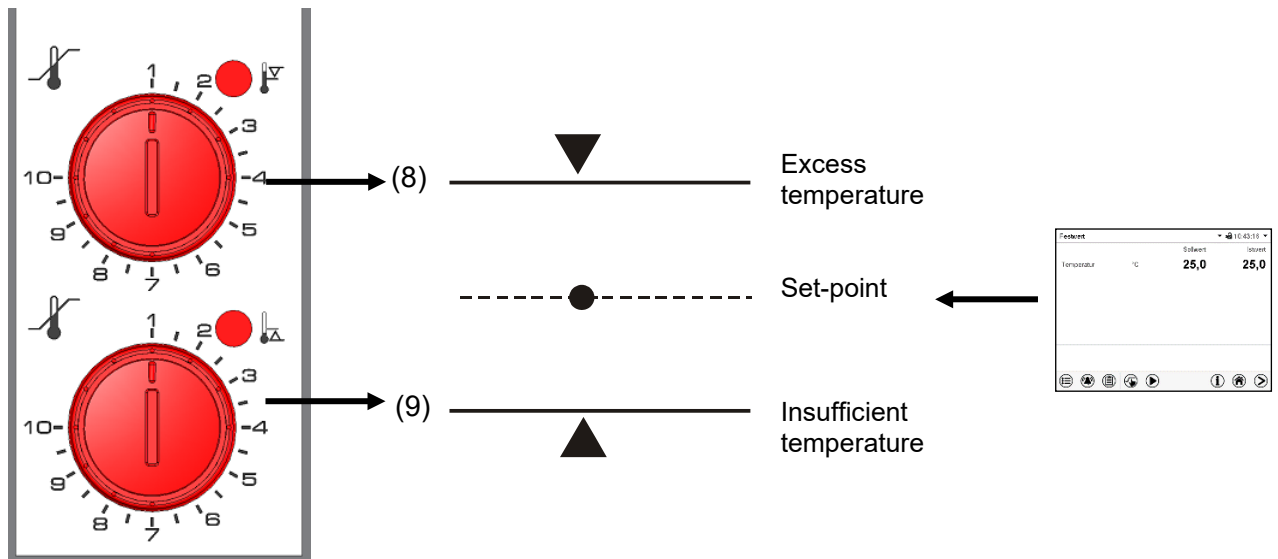 1
2
3
4
5
6
7
8
9
10
(8)
Excess
temperature
Set-point
Festwert
10:43:16
Sollwert
Istwert
Temperatur
°C
25,0
25,0
1
2
3
4
5
6
7
8
9
10
(9)
Insufficient
temperature